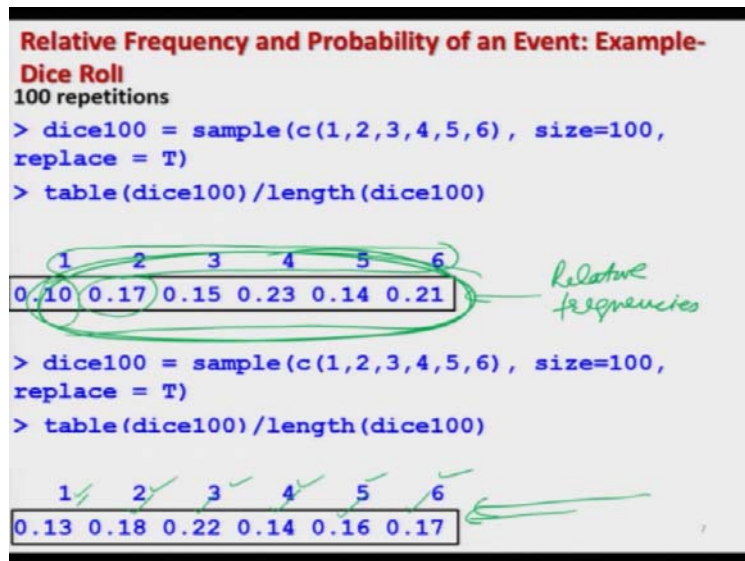 Relative Frequency and Probability of an Event: Example-
Dice Roll
100 repetitions
> dice100 = sample(c(1,2,3,4,5,6), size=100,
replace = T)
> table(dice100)/length(dice100)
1 2 3 4 5 6
0.10 0.17 0.15 0.23 0.14 0.21
Relative
frequencies
> dice100 = sample(c(1,2,3,4,5,6), size=100,
replace = T)
> table(dice100)/length(dice100)
1 2 3 4 5 6
0.13 0.18 0.22 0.14 0.16 0.17
7